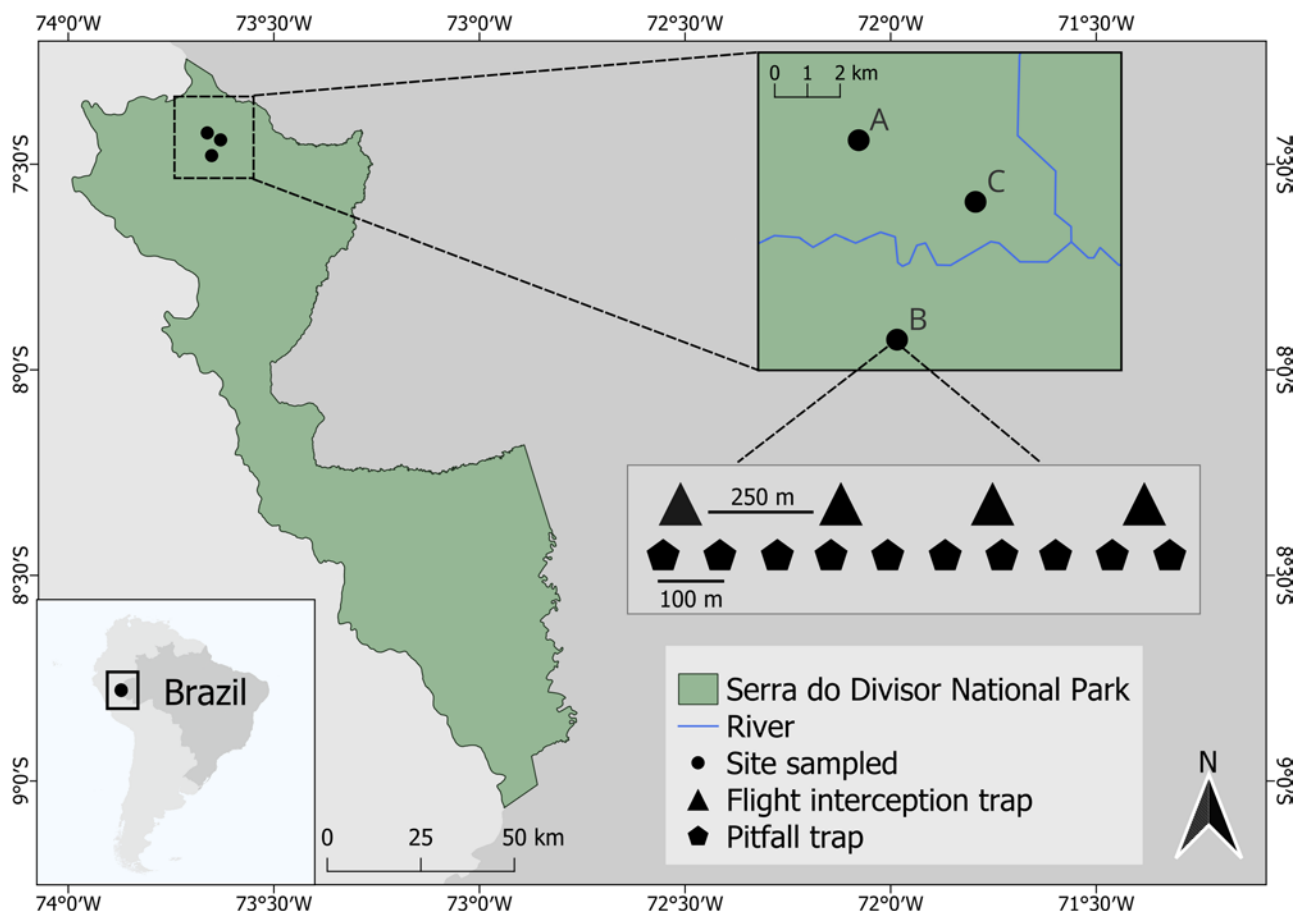 74°0'W 73°30'W 73°0'W 72°30'W 72°0'W 71°30'W
0 1 2 km
A
7°30'S 7°30'S
C
B
8°0'S 8°0'S
250 m
100 m
8°30'S 8°30'S
Brazil
Serra do Divisor National Park
River
Site sampled
Flight interception trap
Pitfall trap
N
9°0'S 9°0'S
0 25 50 km
74°0'W 73°30'W 73°0'W 72°30'W 72°0'W 71°30'W